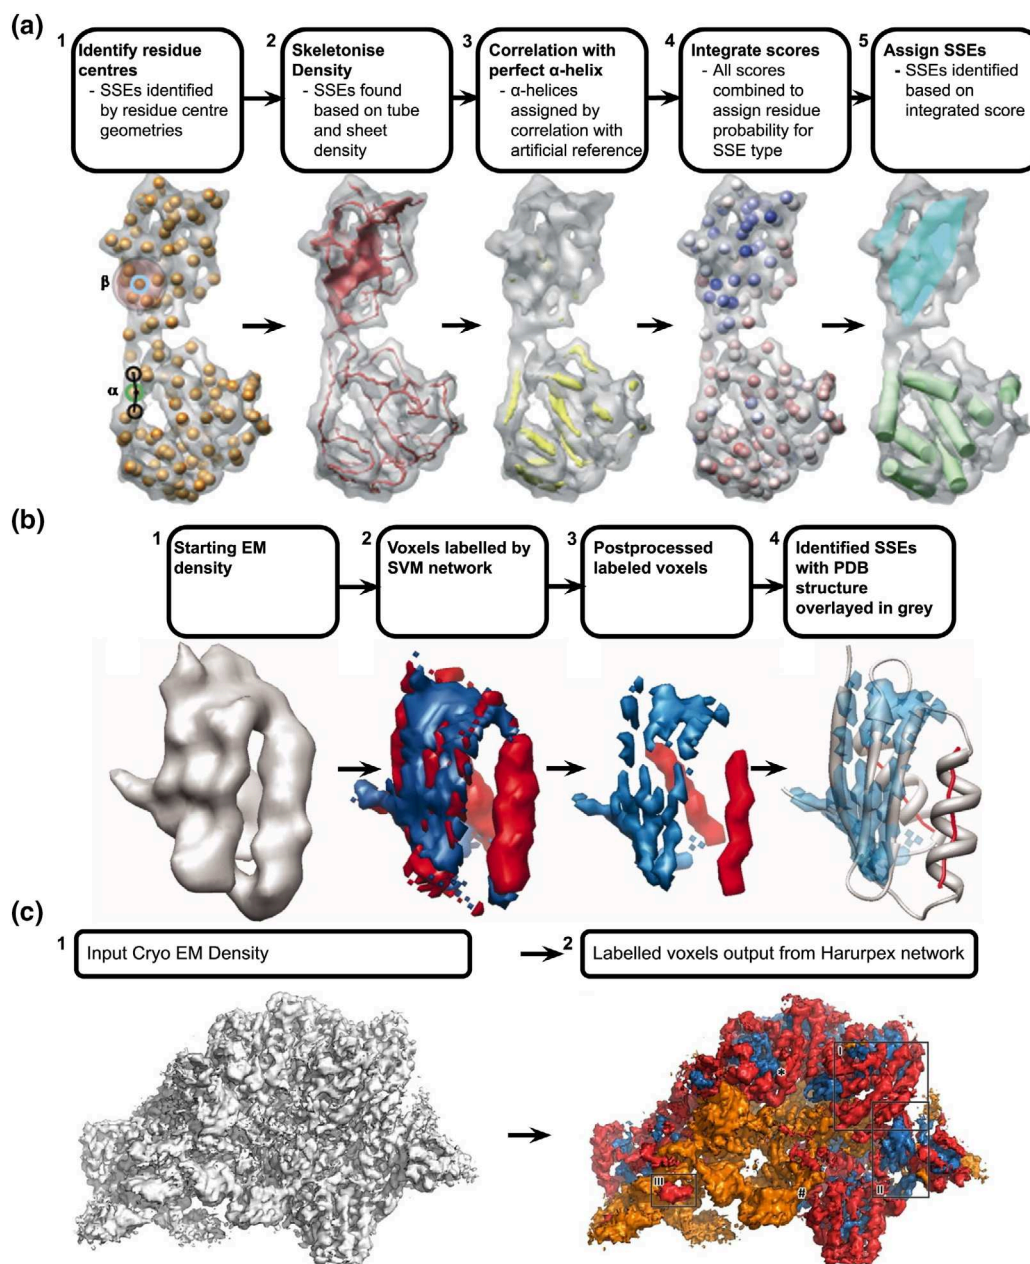 (a)
1
Identify residue
centres
- SSEs identified
by residue centre
geometries
2
Skeletonise
Density
- SSEs found
based on tube
and sheet
density
3
Correlation with
perfect α-helix
- α-helices
assigned by
correlation with
artificial reference
4
Integrate scores
- All scores
combined to
assign residue
probability for
SSE type
5
Assign SSEs
- SSEs identified
based on
integrated score
β
α
(b)
1
Starting EM
density
2
Voxels labelled by
SVM network
3
Postprocessed
labeled voxels
4
Identified SSEs
with PDB
structure
overlayed in grey
(c)
1
Input Cryo EM Density
2
Labelled voxels output from Harurpex network
*
I
II
III
#